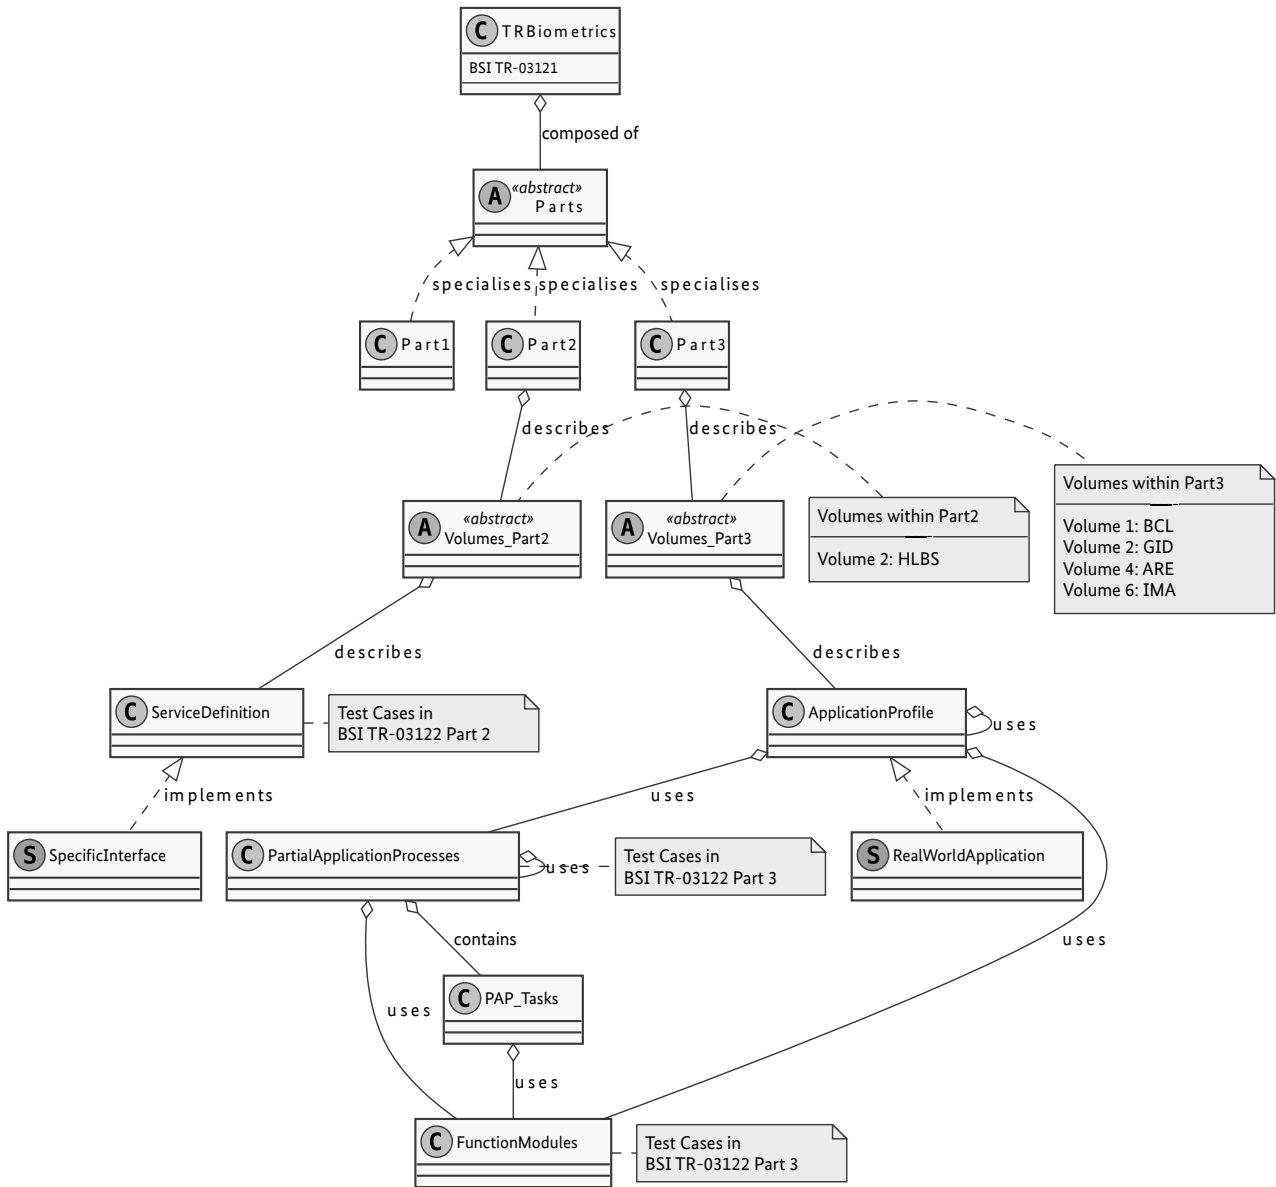 C TRBiometrics
BSI TR-03121
composed of
«abstract»
A Parts
specialises specialises specialises
C Part1
C Part2
C Part3
describes
describes
Volumes within Part3
Volume 1: BCL
Volume 2: GID
Volume 4: ARE
Volume 6: IMA
«abstract»
A Volumes_Part2
«abstract»
A Volumes_Part3
Volumes within Part2
Volume 2: HLBS
describes
describes
C ServiceDefinition
Test Cases in
BSI TR-03122 Part 2
C ApplicationProfile
uses
implements
uses
implements
S SpecificInterface
C PartialApplicationProcesses
uses
Test Cases in
BSI TR-03122 Part 3
S RealWorldApplication
contains
uses
C PAP_Tasks
uses
uses
C FunctionModules
Test Cases in
BSI TR-03122 Part 3